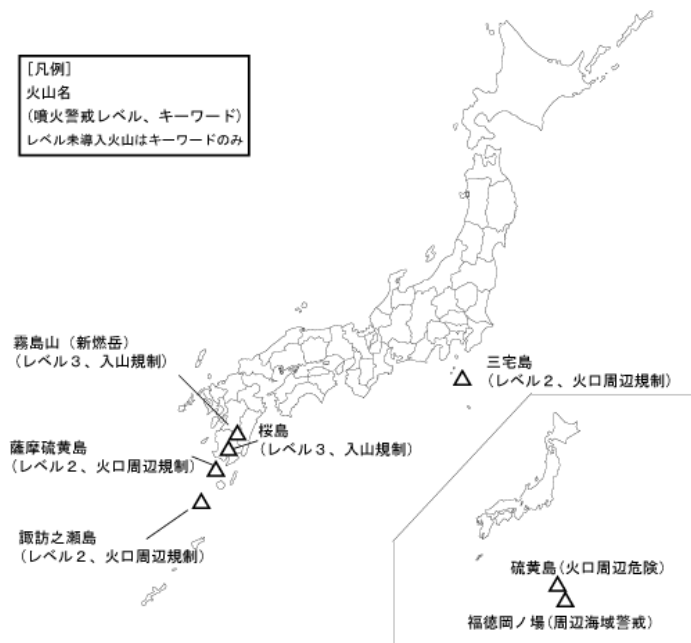 [凡例]
火山名
(噴火警戒レベル、キーワード)
レベル未導入火山はキーワードのみ
霧島山（新燃岳）
(レベル３、入山規制)
三宅島
(レベル２、火口周辺規制)
桜島
(レベル３、入山規制)
薩摩硫黄島
(レベル２、火口周辺規制)
諏訪之瀬島
(レベル２、火口周辺規制)
硫黄島(火口周辺危険)
福徳岡ノ場(周辺海域警戒)